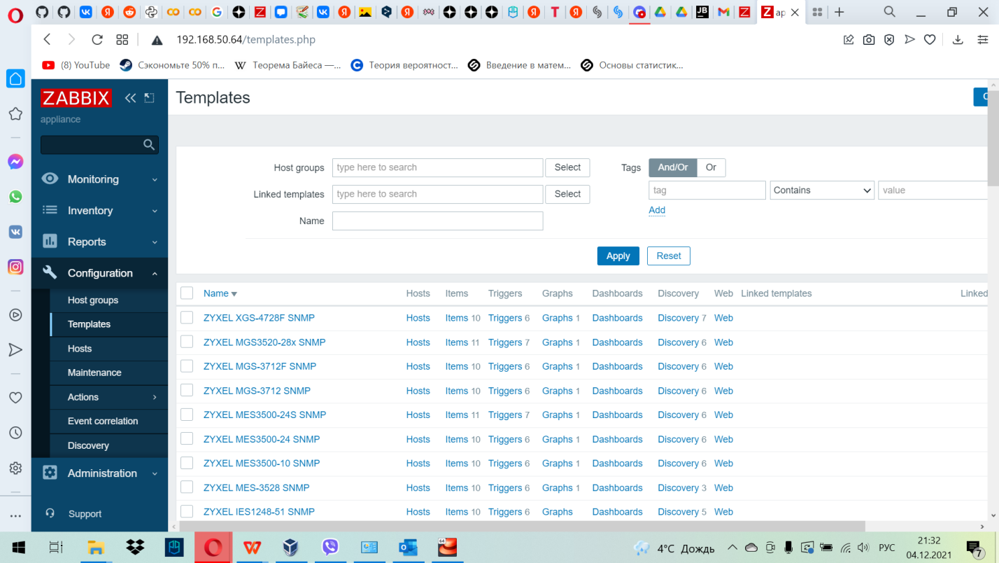 ap
192.168.50.64/templates.php
(8) YouTube Сэкономьте 50% п... W Теорема Байеса —... Теория вероятност... Введение в матем... Основы статистик...
ZABBIX
appliance
Monitoring
Inventory
Reports
Configuration
Host groups
Templates
Hosts
Maintenance
Actions
Event correlation
Discovery
Administration
Support
Templates
Host groups type here to search Select Tags And/Or Or
Linked templates type here to search Select tag Contains value
Add
Name
Apply Reset
Name Hosts Items Triggers Graphs Dashboards Discovery Web Linked templates Linked
ZYXEL XGS-4728F SNMP Hosts Items 10 Triggers 6 Graphs 1 Dashboards Discovery 7 Web
ZYXEL MGS3520-28x SNMP Hosts Items 11 Triggers 7 Graphs 1 Dashboards Discovery 6 Web
ZYXEL MGS-3712F SNMP Hosts Items 10 Triggers 6 Graphs 1 Dashboards Discovery 6 Web
ZYXEL MGS-3712 SNMP Hosts Items 10 Triggers 6 Graphs 1 Dashboards Discovery 6 Web
ZYXEL MES3500-24S SNMP Hosts Items 11 Triggers 7 Graphs 1 Dashboards Discovery 6 Web
ZYXEL MES3500-24 SNMP Hosts Items 10 Triggers 6 Graphs 1 Dashboards Discovery 6 Web
ZYXEL MES3500-10 SNMP Hosts Items 10 Triggers 6 Graphs 1 Dashboards Discovery 6 Web
ZYXEL MES-3528 SNMP Hosts Items 10 Triggers 6 Graphs 1 Dashboards Discovery 3 Web
ZYXEL IES1248-51 SNMP Hosts Items 10 Triggers 6 Graphs Dashboards Discovery 5 Web
4°C Дождь РУС
21:32
04.12.2021
7